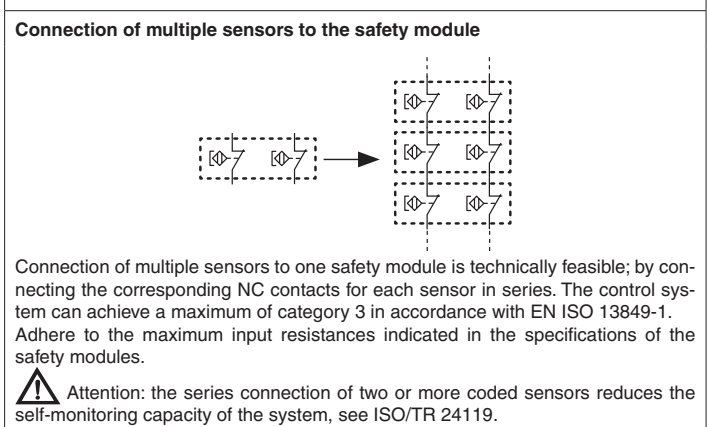 Connection of multiple sensors to the safety module
Connection of multiple sensors to one safety module is technically feasible; by con-
necting the corresponding NC contacts for each sensor in series. The control sys-
tem can achieve a maximum of category 3 in accordance with EN ISO 13849-1.
Adhere to the maximum input resistances indicated in the specifications of the
safety modules.
Attention: the series connection of two or more coded sensors reduces the
self-monitoring capacity of the system, see ISO/TR 24119.